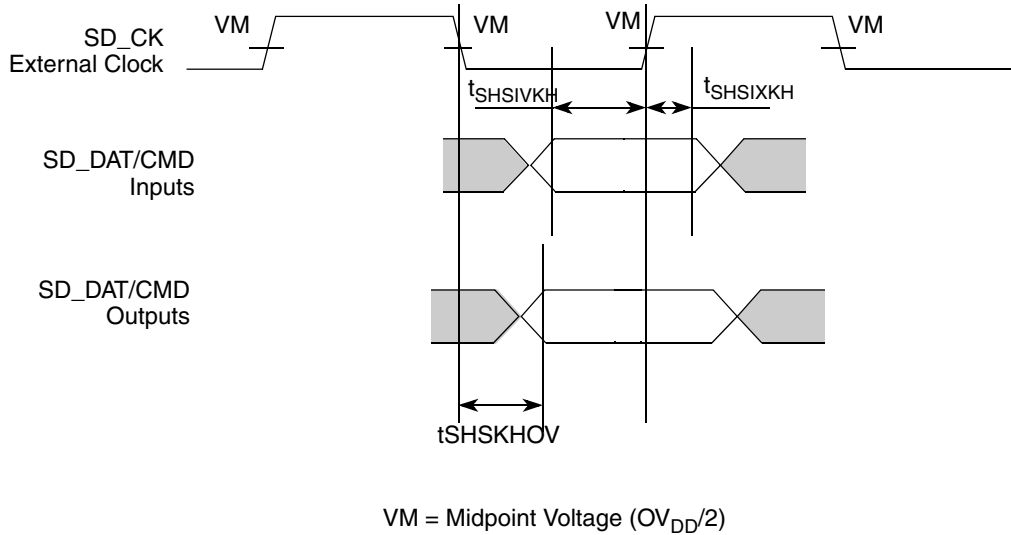 VM VM VM VM
SD_CK
External Clock
tSHSIVKH tSHSIXKH
SD_DAT/CMD
Inputs
SD_DAT/CMD
Outputs
tSHSKHOV
VM = Midpoint Voltage (OVDD/2)